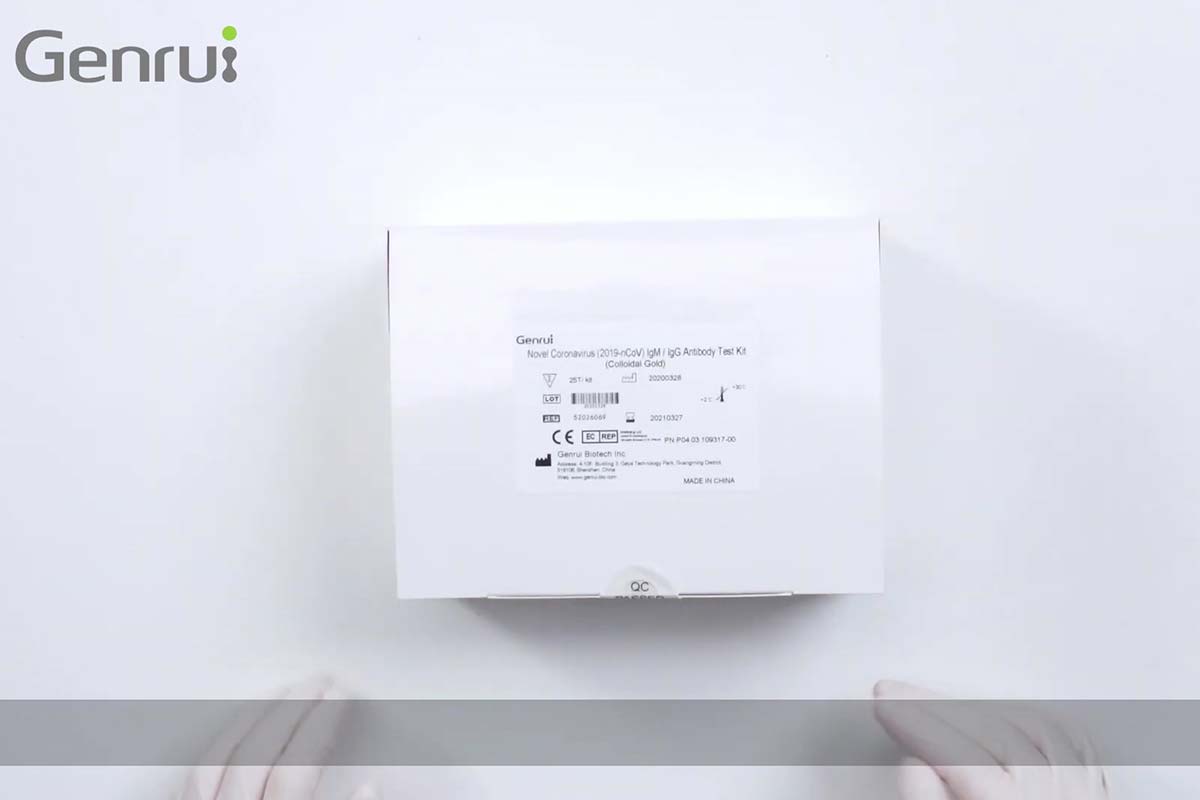 Genrui
Genrui
Novel Coronavirus (2019-nCoV) IgM / IgG Antibody Test Kit
(Colloidal Gold)
25T/ kit 20200328
+30°C
LOT
+2°C
REF 52026069 20210327
CE EC REP PN:P04.03.109317-00
Genrui Biotech Inc.
Address: 4-10F, Building 3, Geya Technology Park, Guangming District,
518106, Shenzhen, China
Web: www.genrui-bio.com
MADE IN CHINA
QC
PASSED